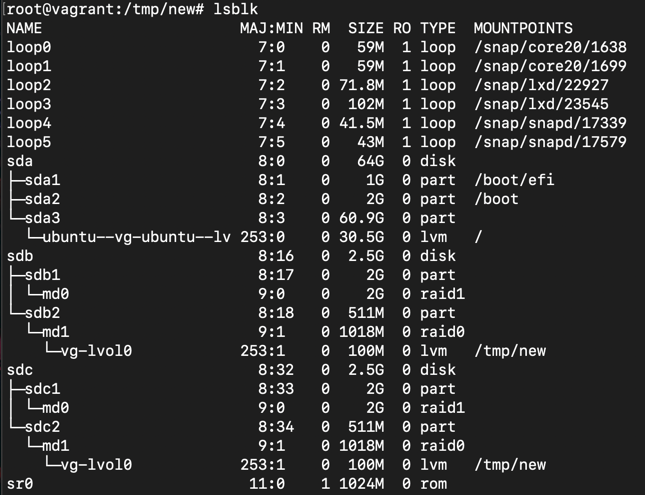 [root@vagrant:/tmp/new# lsblk
NAME                      MAJ:MIN RM  SIZE RO TYPE  MOUNTPOINTS
loop0                       7:0    0   59M  1 loop  /snap/core20/1638
loop1                       7:1    0   59M  1 loop  /snap/core20/1699
loop2                       7:2    0 71.8M  1 loop  /snap/lxd/22927
loop3                       7:3    0  102M  1 loop  /snap/lxd/23545
loop4                       7:4    0 41.5M  1 loop  /snap/snapd/17339
loop5                       7:5    0   43M  1 loop  /snap/snapd/17579
sda                         8:0    0   64G  0 disk
├─sda1                      8:1    0    1G  0 part  /boot/efi
├─sda2                      8:2    0    2G  0 part  /boot
└─sda3                      8:3    0 60.9G  0 part
  └─ubuntu--vg-ubuntu--lv 253:0    0 30.5G  0 lvm   /
sdb                         8:16   0  2.5G  0 disk
├─sdb1                      8:17   0    2G  0 part
│ └─md0                     9:0    0    2G  0 raid1
└─sdb2                      8:18   0  511M  0 part
  └─md1                     9:1    0 1018M  0 raid0
    └─vg-lvol0            253:1    0  100M  0 lvm   /tmp/new
sdc                         8:32   0  2.5G  0 disk
├─sdc1                      8:33   0    2G  0 part
│ └─md0                     9:0    0    2G  0 raid1
└─sdc2                      8:34   0  511M  0 part
  └─md1                     9:1    0 1018M  0 raid0
    └─vg-lvol0            253:1    0  100M  0 lvm   /tmp/new
sr0                        11:0    1 1024M  0 rom